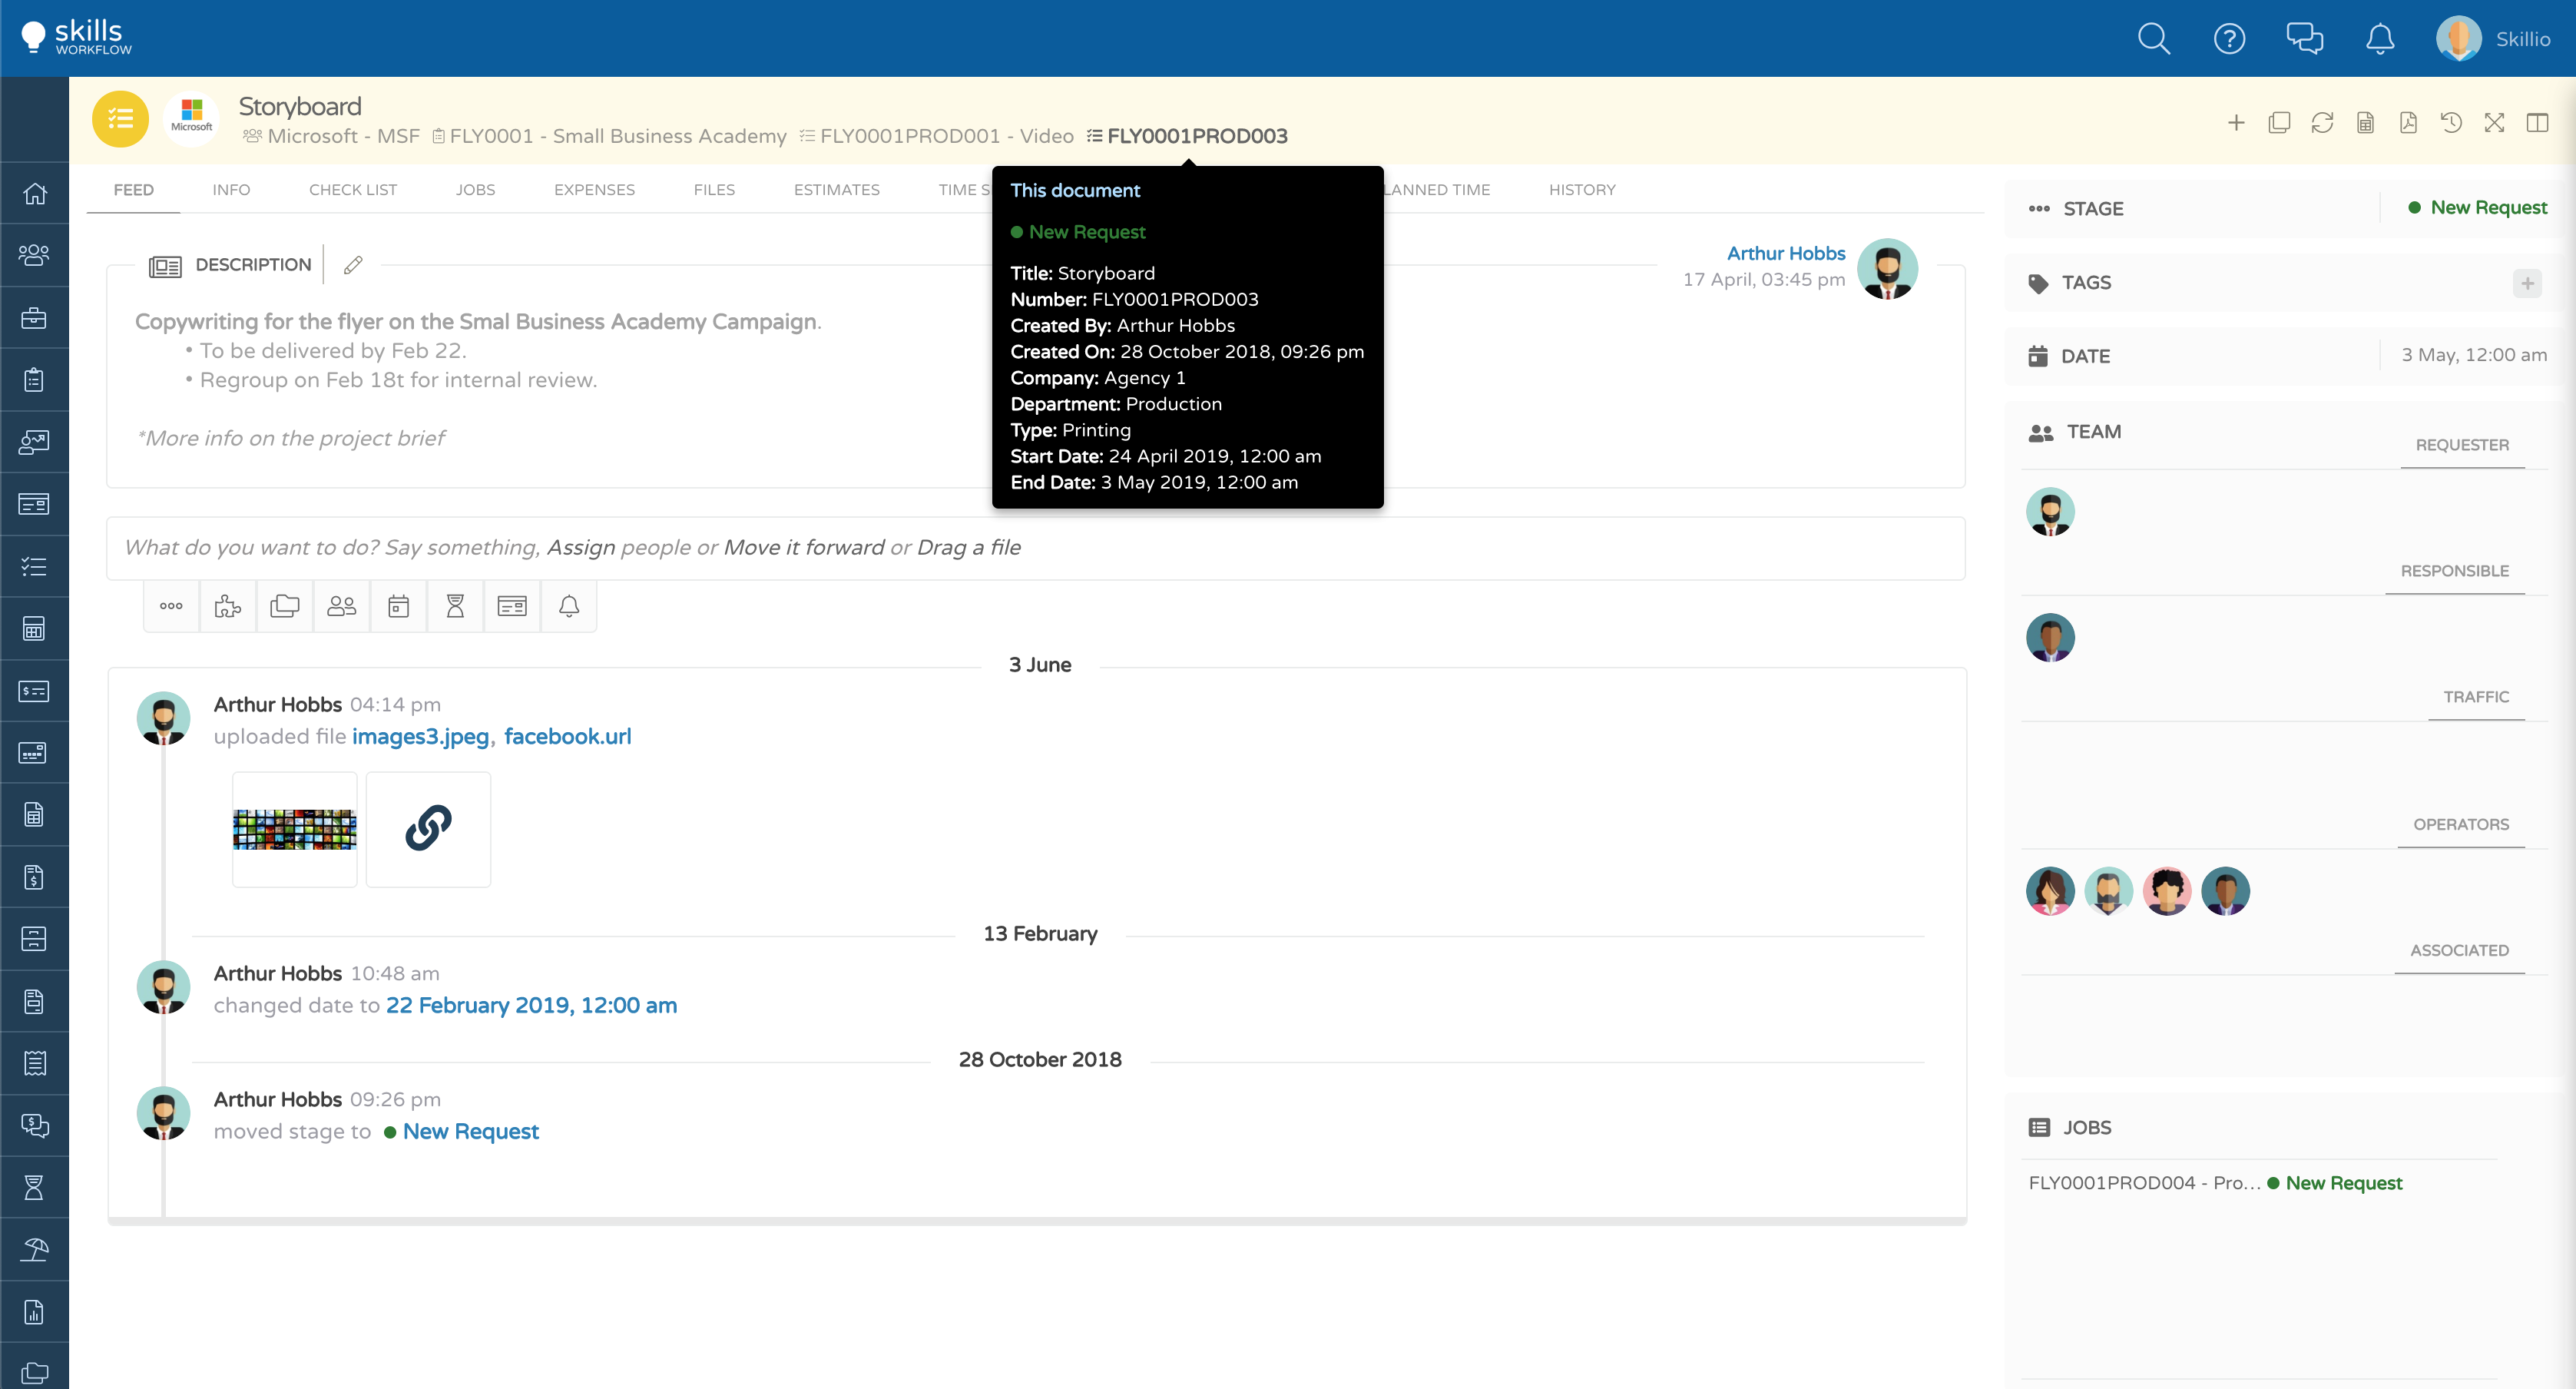 skills
WORKFLOW
Skillio
Microsoft
Storyboard
Microsoft - MSF FLY0001 - Small Business Academy FLY0001PROD001 - Video FLY0001PROD003
FEED INFO CHECK LIST JOBS EXPENSES FILES ESTIMATES TIME S LANNED TIME HISTORY
This document
New Request
Title: Storyboard
Number: FLY0001PROD003
Created By: Arthur Hobbs
Created On: 28 October 2018, 09:26 pm
Company: Agency 1
Department: Production
Type: Printing
Start Date: 24 April 2019, 12:00 am
End Date: 3 May 2019, 12:00 am
DESCRIPTION
Arthur Hobbs
17 April, 03:45 pm
Copywriting for the flyer on the Smal Business Academy Campaign.
• To be delivered by Feb 22.
• Regroup on Feb 18t for internal review.
*More info on the project brief
What do you want to do? Say something, Assign people or Move it forward or Drag a file
3 June
Arthur Hobbs 04:14 pm
uploaded file images3.jpeg, facebook.url
13 February
Arthur Hobbs 10:48 am
changed date to 22 February 2019, 12:00 am
28 October 2018
Arthur Hobbs 09:26 pm
moved stage to New Request
STAGE New Request
TAGS
DATE 3 May, 12:00 am
TEAM
REQUESTER
RESPONSIBLE
TRAFFIC
OPERATORS
ASSOCIATED
JOBS
FLY0001PROD004 - Pro... New Request